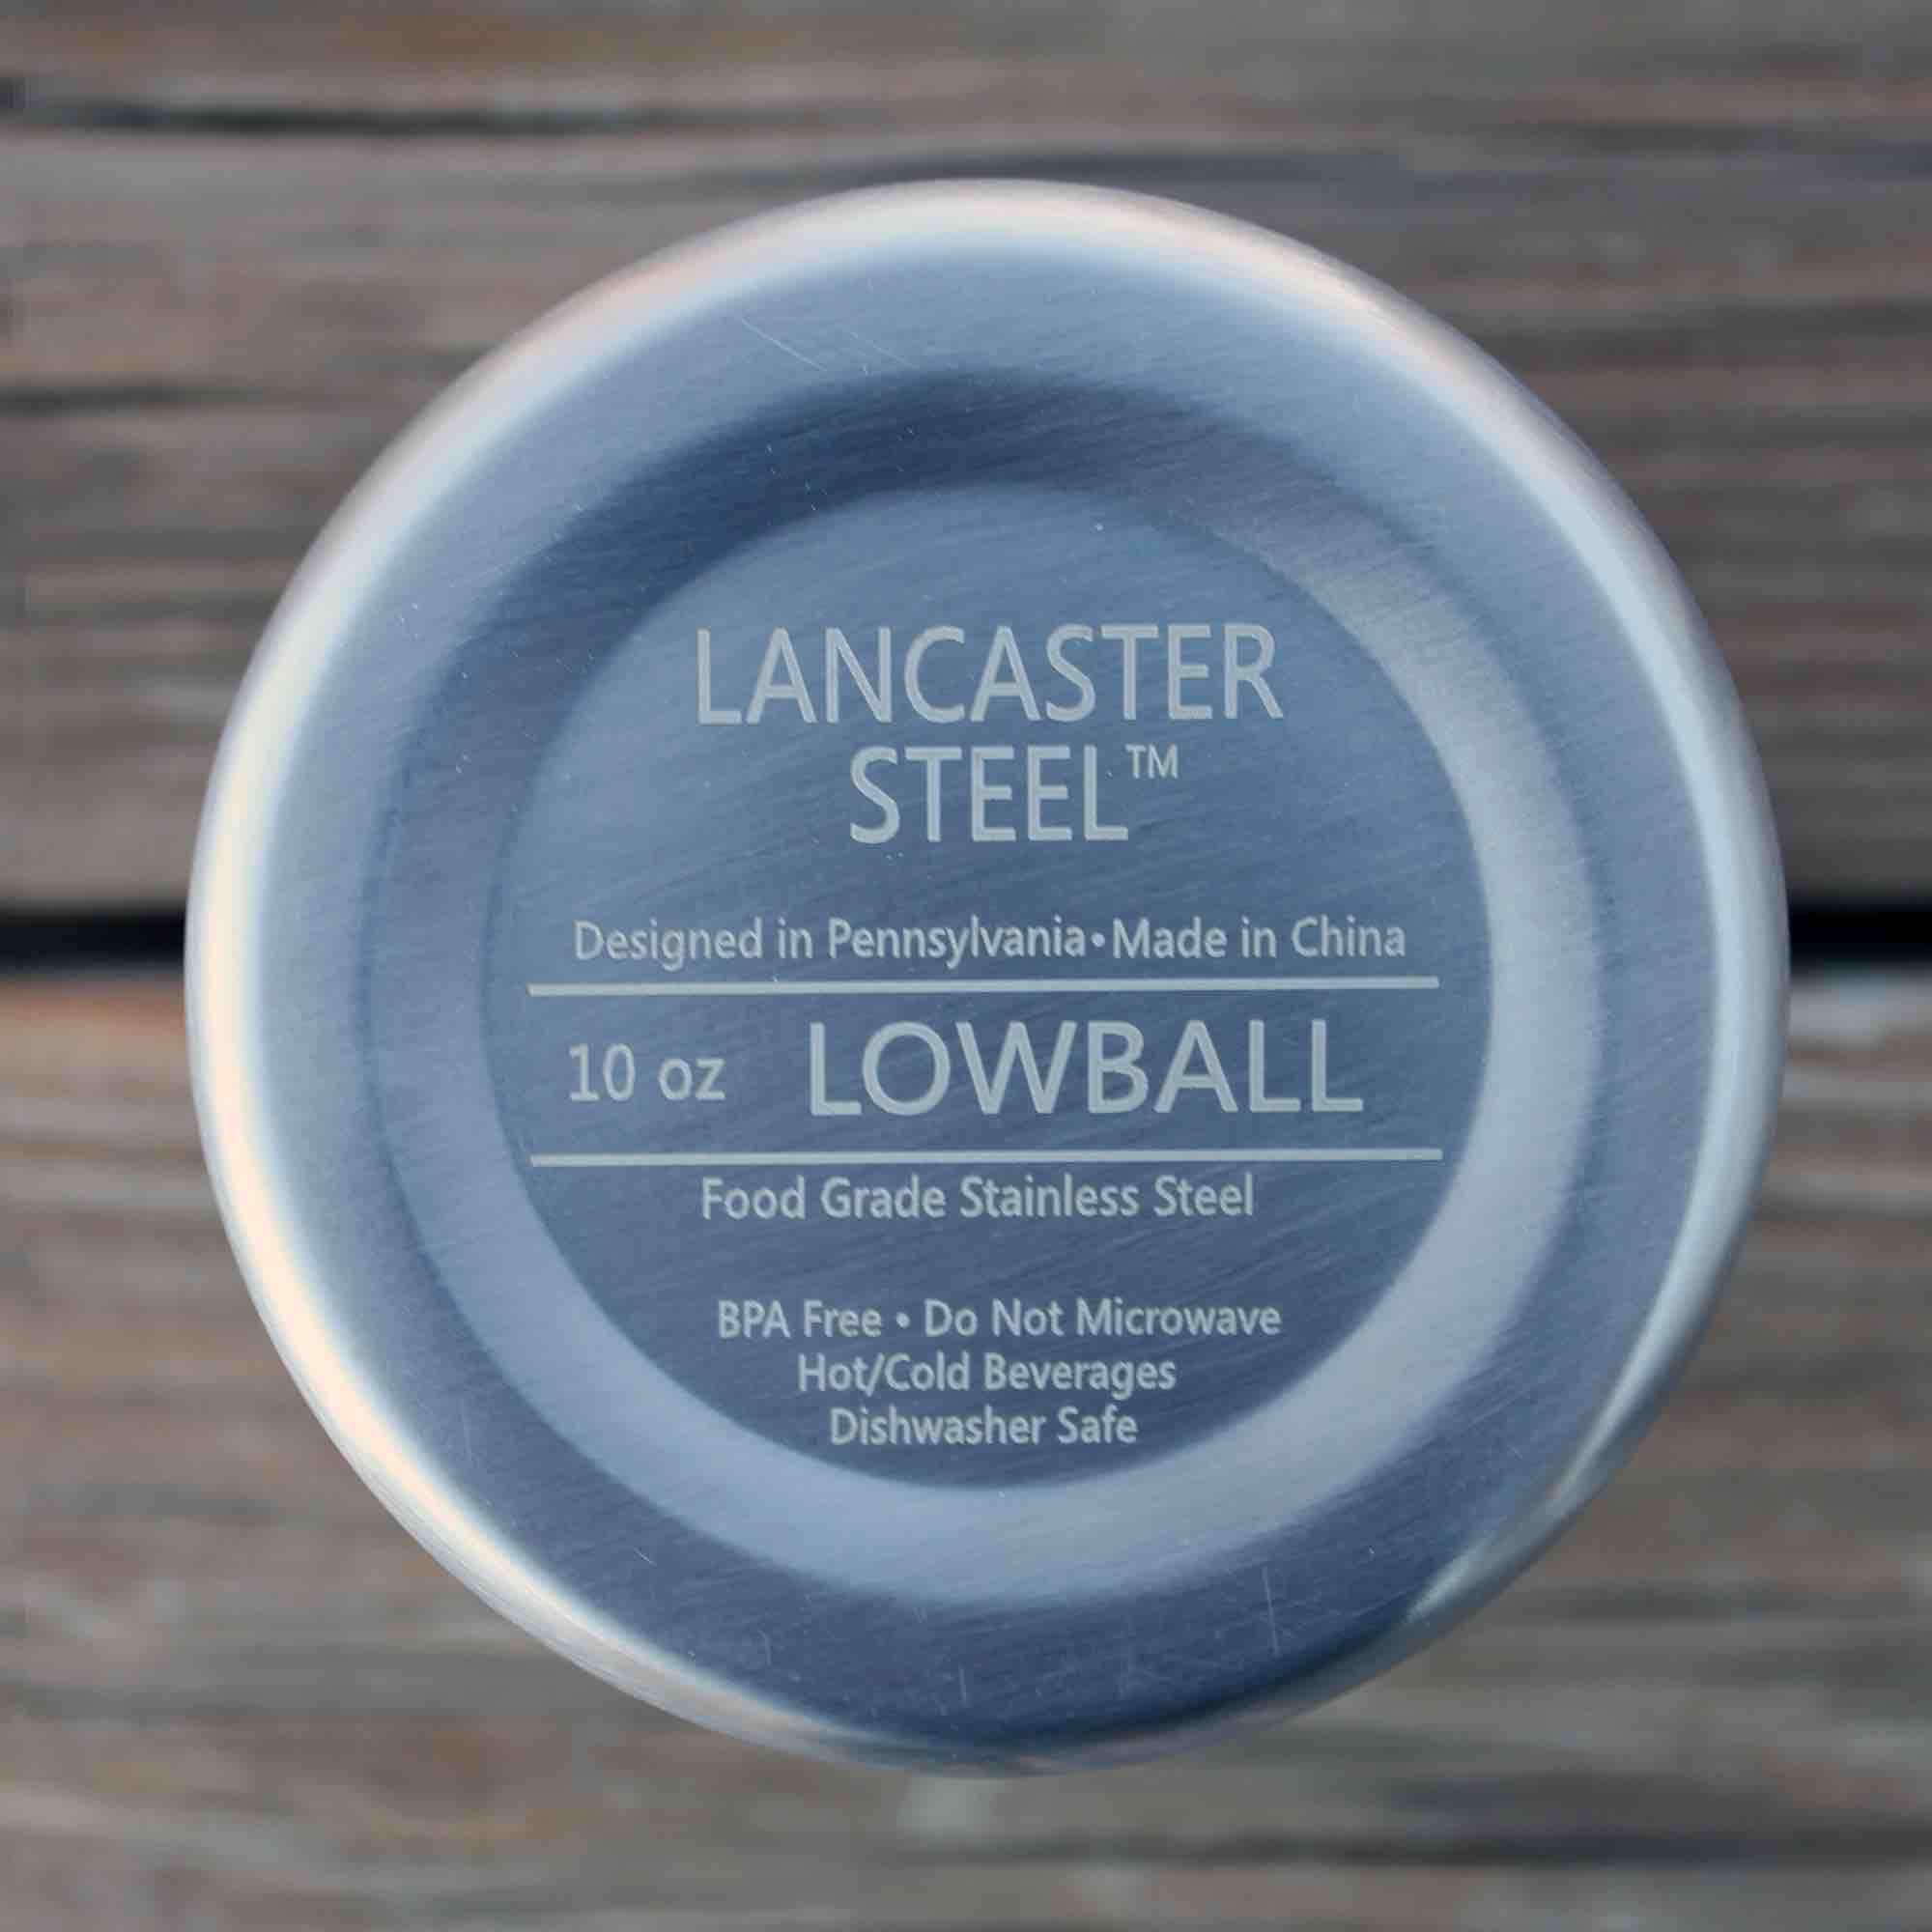 LANCASTER
STEEL™
Designed in Pennsylvania•Made in China
10 oz LOWBALL
Food Grade Stainless Steel
BPA Free • Do Not Microwave
Hot/Cold Beverages
Dishwasher Safe